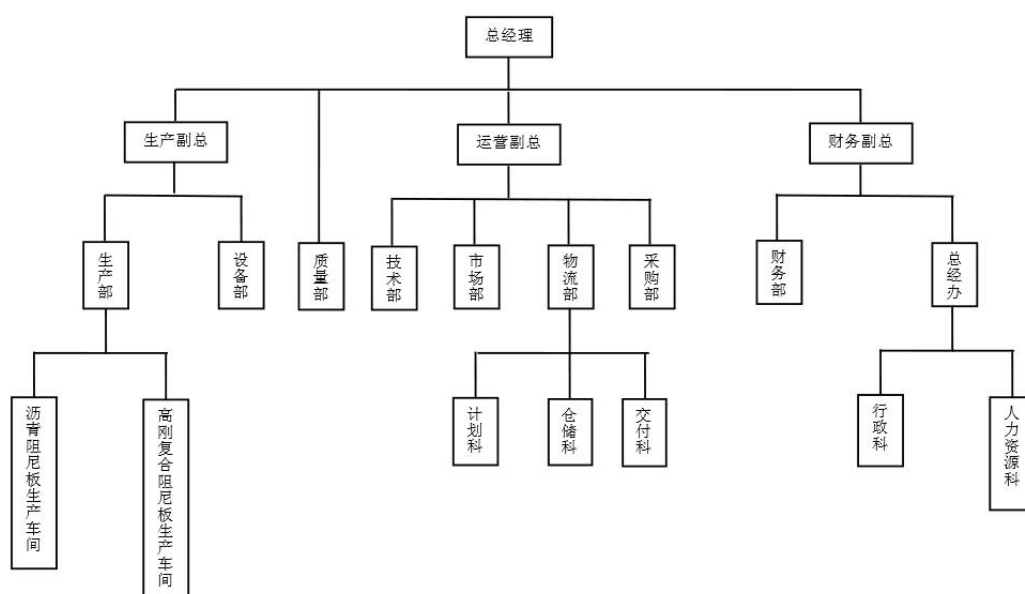 总经理
生产副总
运营副总
财务副总
生产部
设备部
质量部
技术部
市场部
物流部
采购部
财务部
总经办
沥青阻尼板生产车间
高刚复合阻尼板生产车间
计划科
仓储科
交付科
行政科
人力资源科